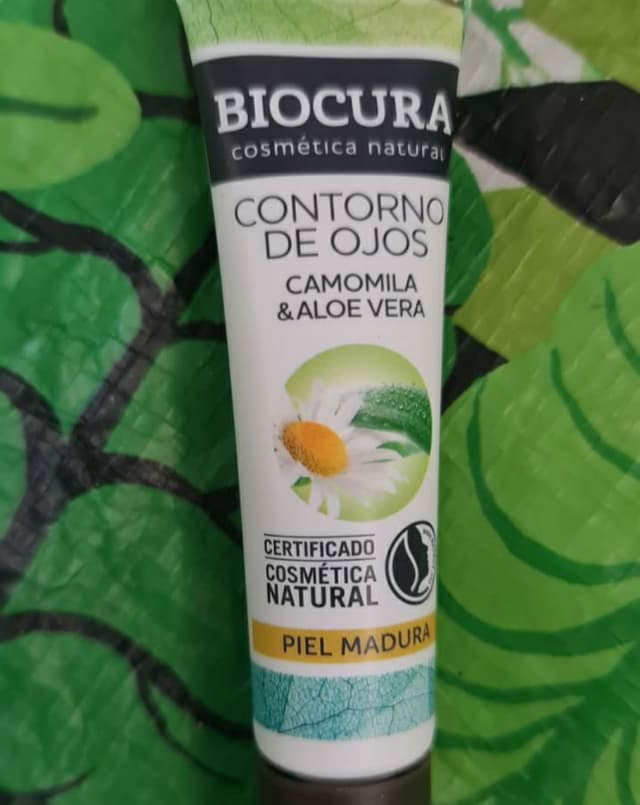 BIOCURA
cosmética natural
CONTORNO
DE OJOS
CAMOMILA
& ALOE VERA
CERTIFICADO
COSMÉTICA
NATURAL
PIEL MADURA